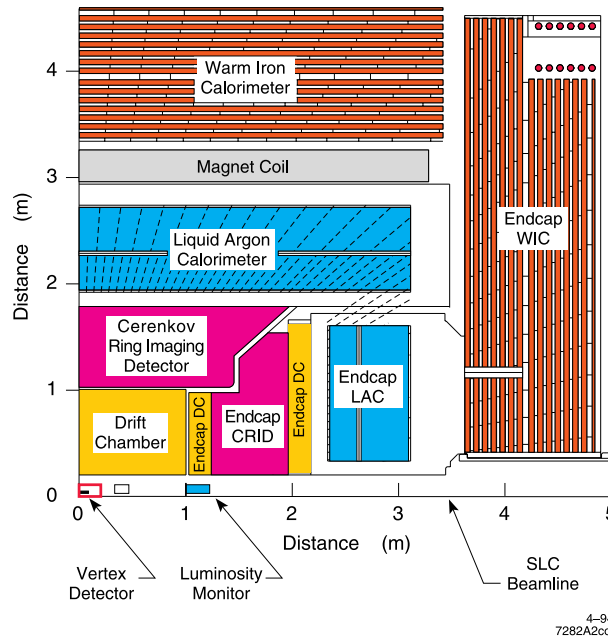 4
Warm Iron
Calorimeter
Magnet Coil
3
Distance (m)
Liquid Argon
Calorimeter
2
Endcap
WIC
Cerenkov
Ring Imaging
Detector
1
Drift
Chamber
Endcap DC
Endcap
CRID
Endcap DC
Endcap
LAC
0
0
1
2
3
4
5
Distance (m)
Vertex
Detector
Luminosity
Monitor
SLC
Beamline
7282A2